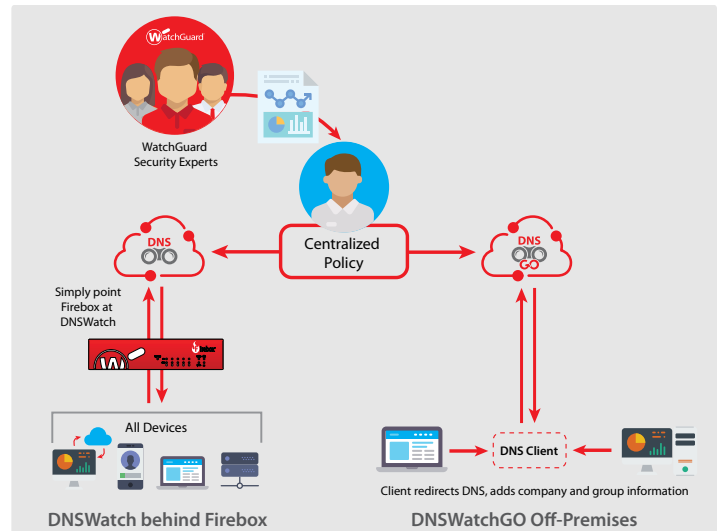 WatchGuard
WatchGuard
Security Experts
Centralized
Policy
DNS
DNS
GO
Simply point
Firebox at
DNSWatch
All Devices
DNS Client
Client redirects DNS, adds company and group information
DNSWatch behind Firebox
DNSWatchGO Off-Premises